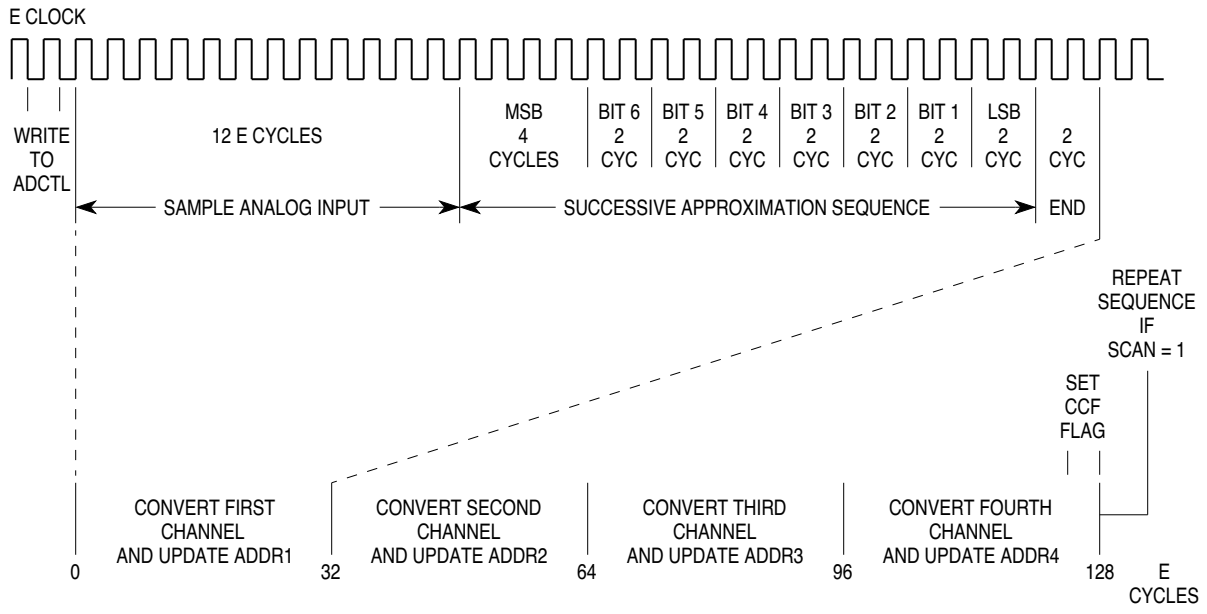 E CLOCK
WRITE
TO
ADCTL
12 E CYCLES
MSB
4
CYCLES
BIT 6
2
CYC
BIT 5
2
CYC
BIT 4
2
CYC
BIT 3
2
CYC
BIT 2
2
CYC
BIT 1
2
CYC
LSB
2
CYC
2
CYC
SAMPLE ANALOG INPUT
SUCCESSIVE APPROXIMATION SEQUENCE
END
REPEAT
SEQUENCE
IF
SCAN = 1
SET
CCF
FLAG
CONVERT FIRST
CHANNEL
AND UPDATE ADDR1
CONVERT SECOND
CHANNEL
AND UPDATE ADDR2
CONVERT THIRD
CHANNEL
AND UPDATE ADDR3
CONVERT FOURTH
CHANNEL
AND UPDATE ADDR4
0
32
64
96
128
E
CYCLES